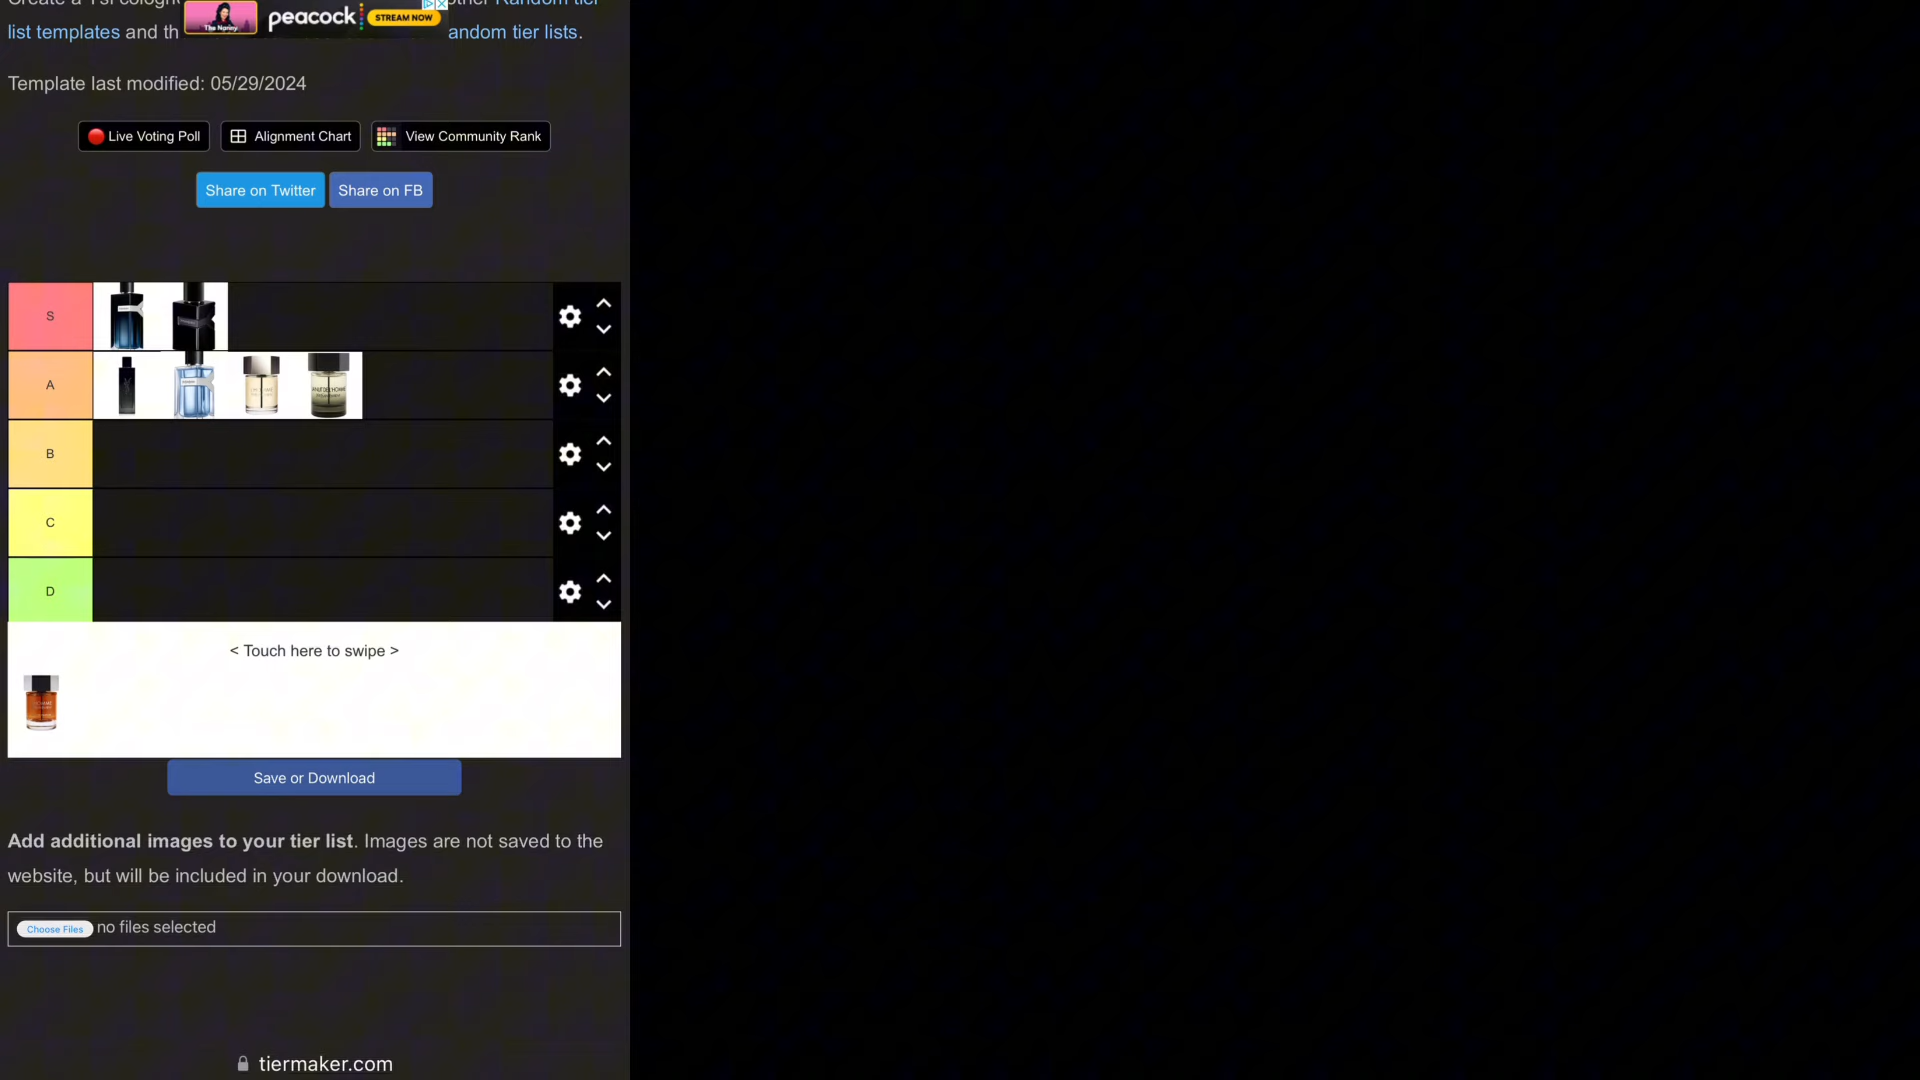 list templates and th
andom tier lists.
The Nanny peacock STREAM NOW
Template last modified: 05/29/2024
Live Voting Poll Alignment Chart View Community Rank
Share on Twitter Share on FB
S
A
B
C
D
< Touch here to swipe >
Save or Download
Add additional images to your tier list. Images are not saved to the
website, but will be included in your download.
Choose Files no files selected
tiermaker.com